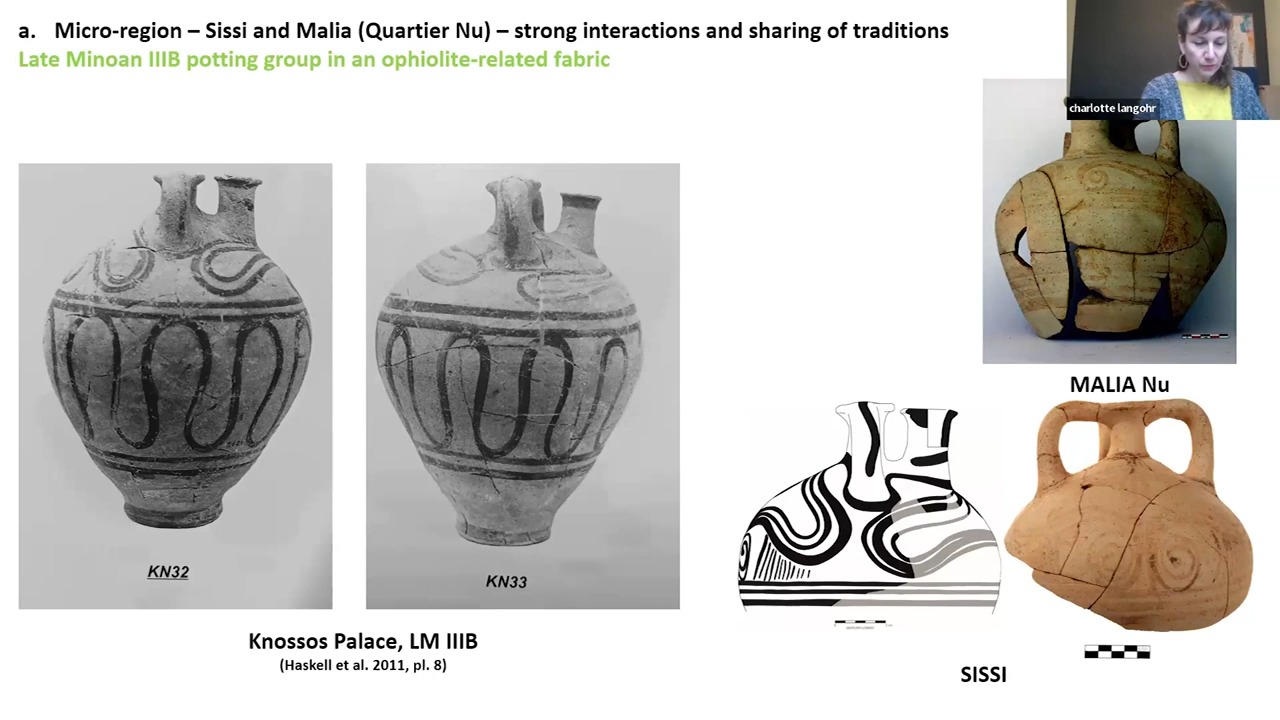 a. Micro-region – Sissi and Malia (Quartier Nu) – strong interactions and sharing of traditions
Late Minoan IIIB potting group in an ophiolite-related fabric
charlotte langohr
KN32
KN33
Knossos Palace, LM IIIB
(Haskell et al. 2011, pl. 8)
MALIA Nu
SISSI